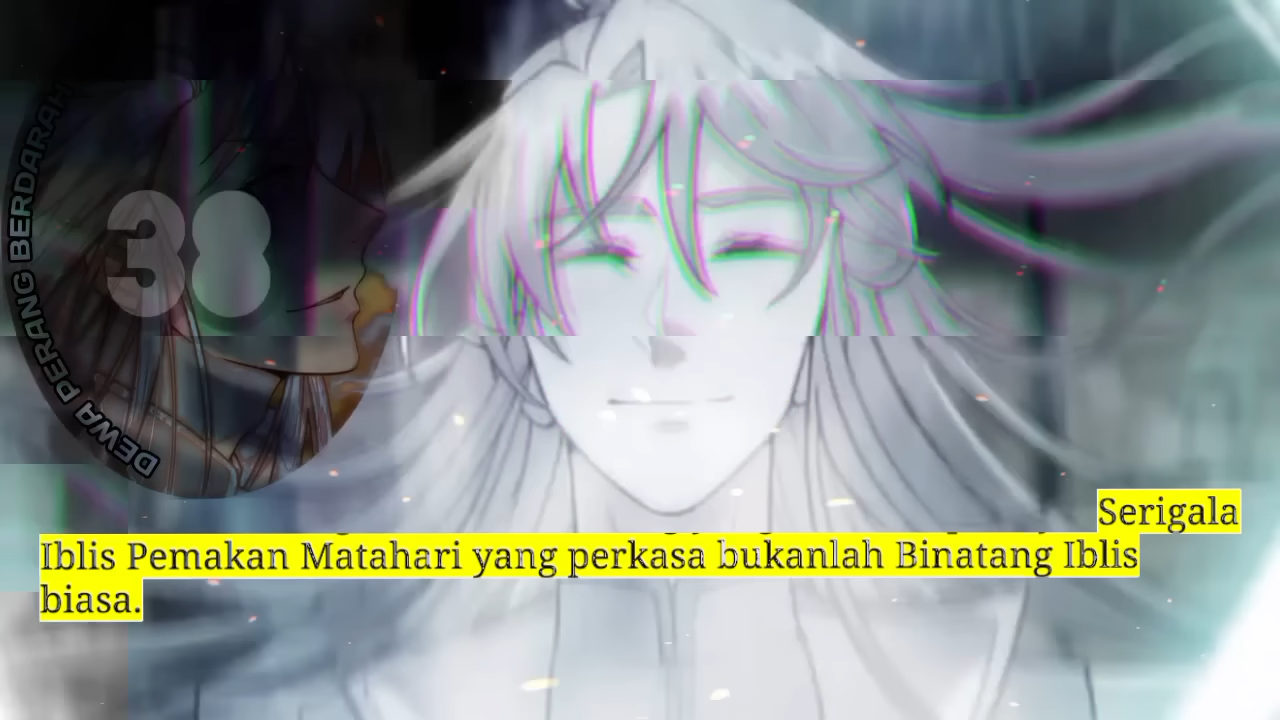 DEWA PERANG BERDARAH
38
Serigala
Iblis Pemakan Matahari yang perkasa bukanlah Binatang Iblis
biasa.